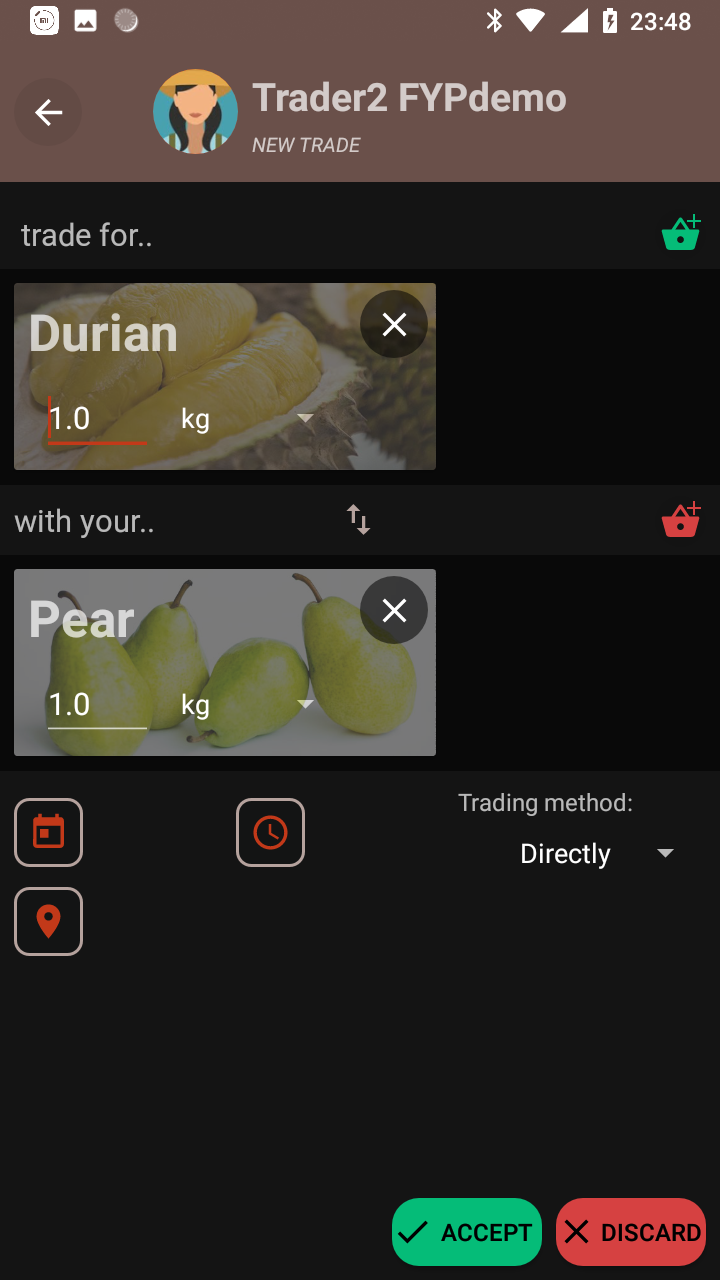 23:48
Trader2 FYPdemo
NEW TRADE
trade for..
Durian
1.0 kg
with your..
Pear
1.0 kg
Trading method:
Directly
ACCEPT DISCARD